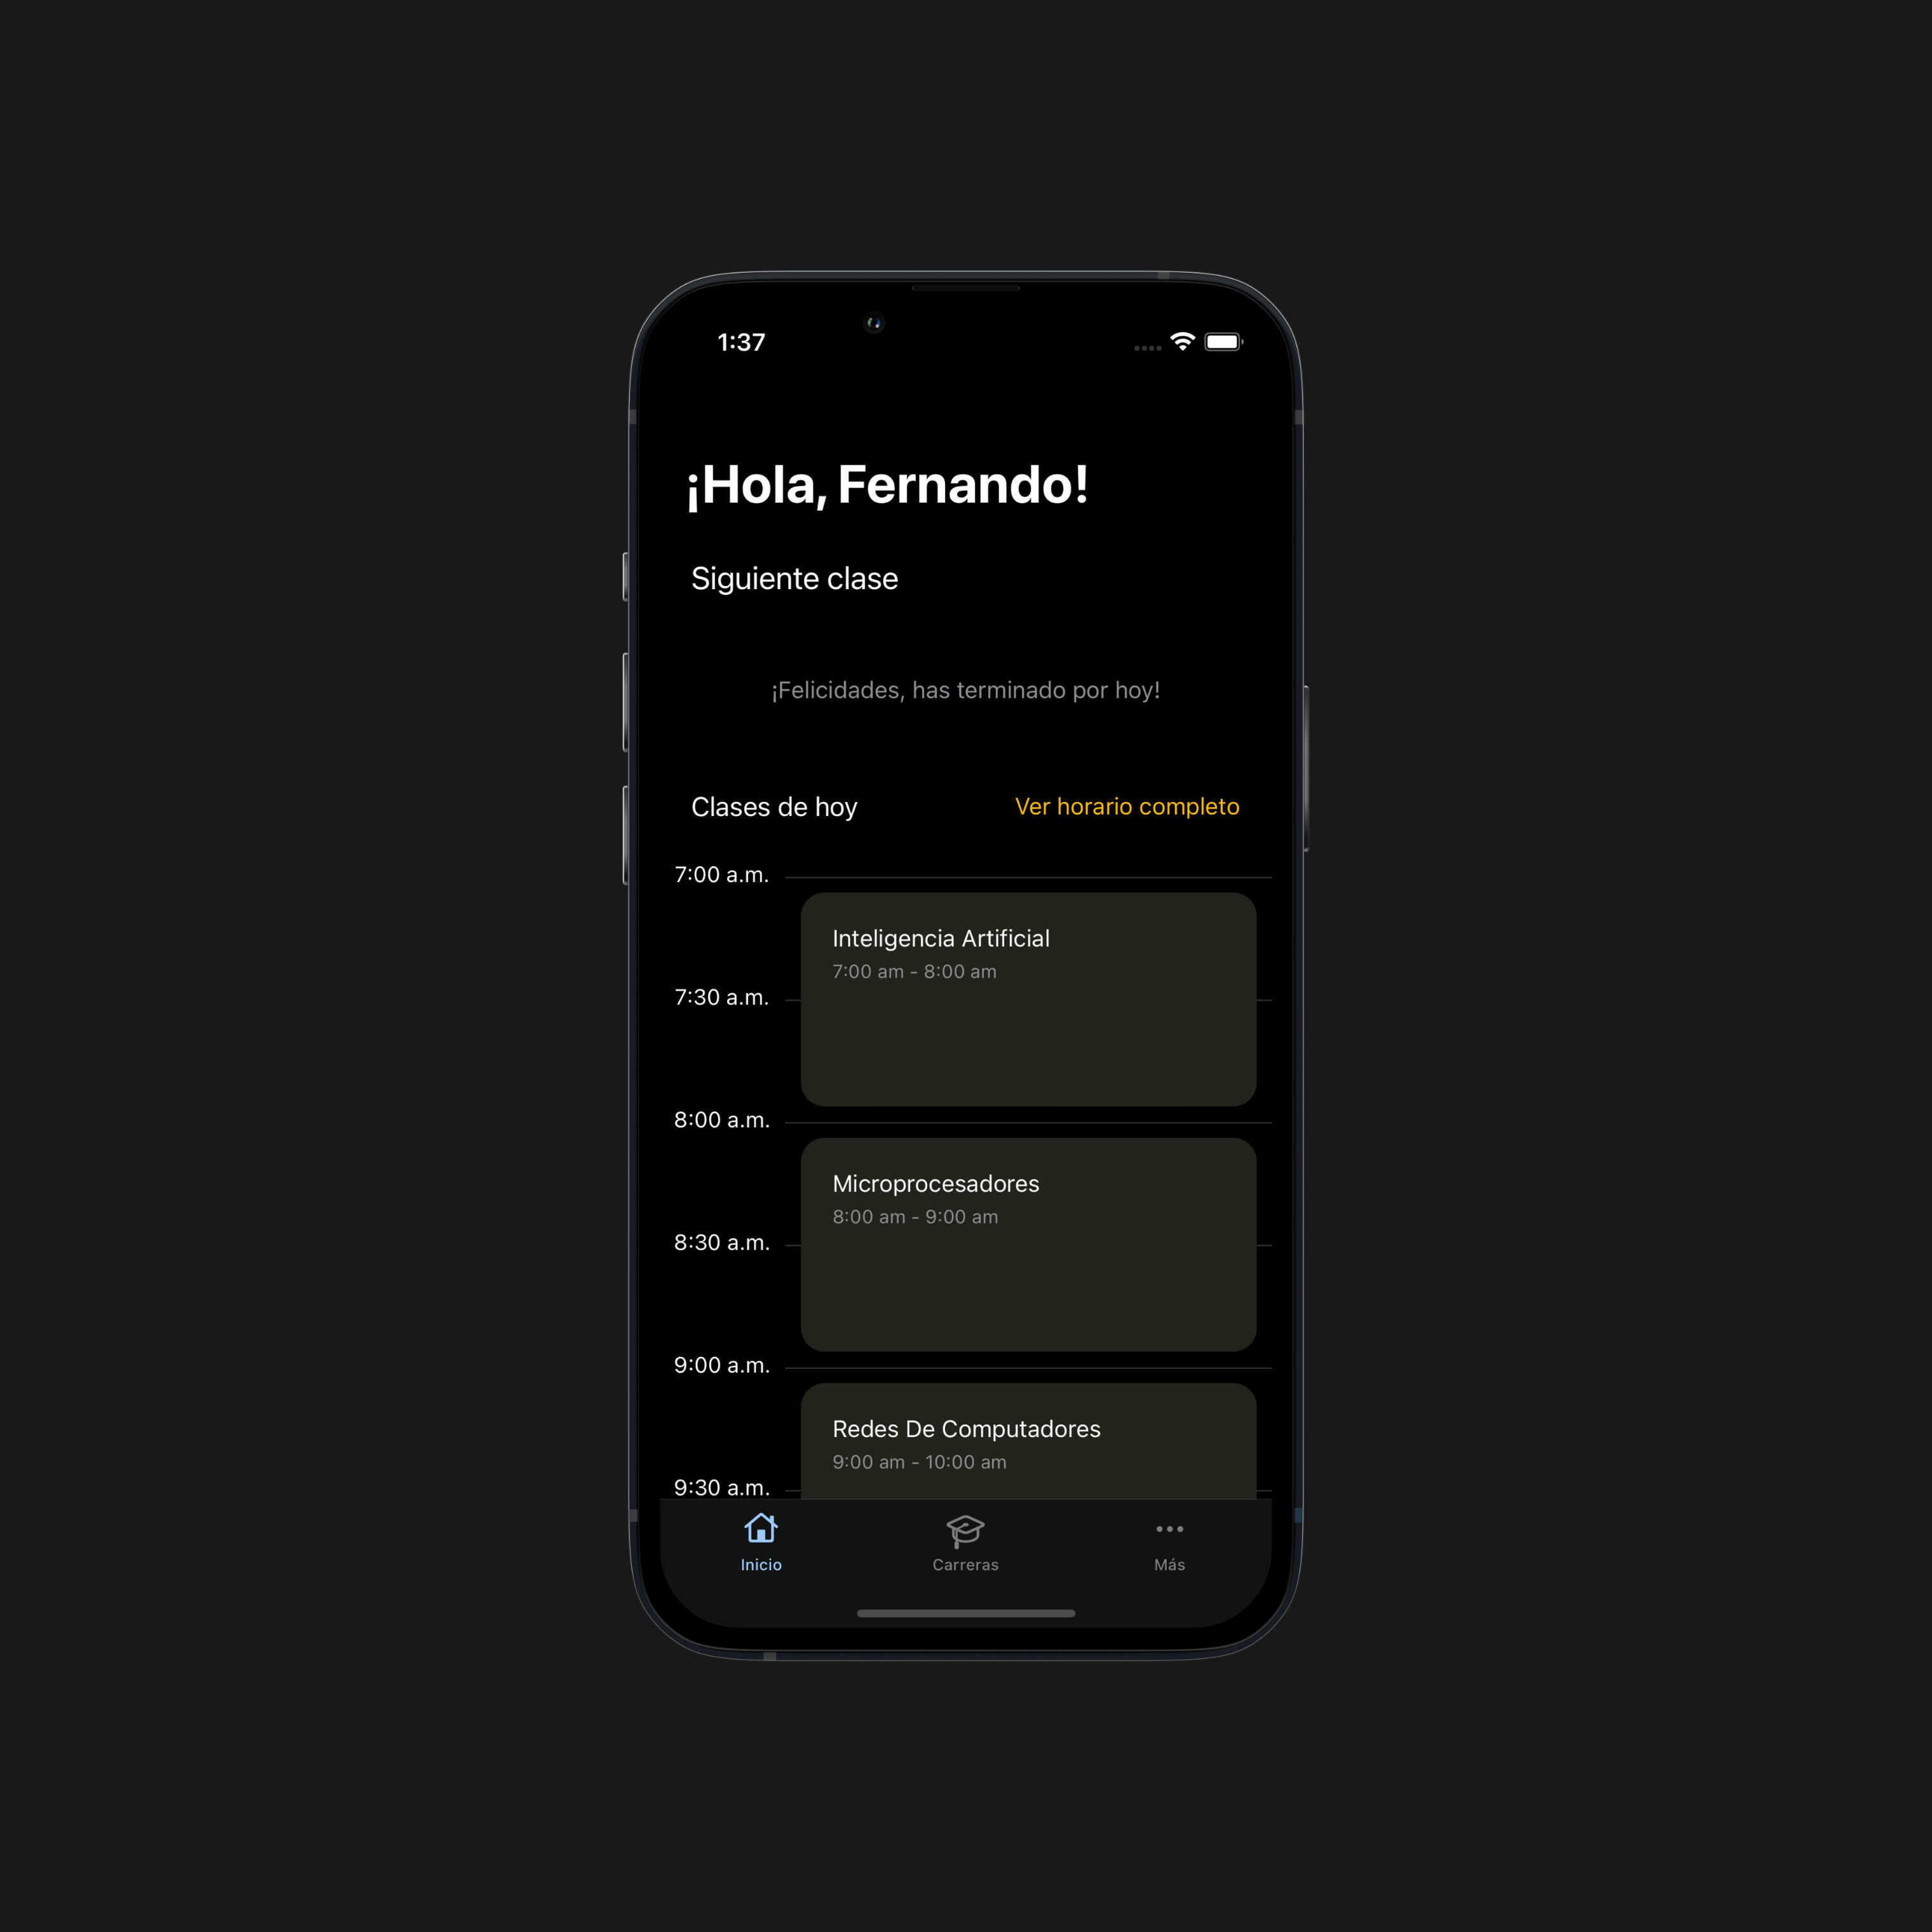 1:37
¡Hola, Fernando!
Siguiente clase
¡Felicidades, has terminado por hoy!
Clases de hoy
Ver horario completo
7:00 a.m.
Inteligencia Artificial
7:00 am - 8:00 am
7:30 a.m.
8:00 a.m.
Microprocesadores
8:00 am - 9:00 am
8:30 a.m.
9:00 a.m.
Redes De Computadores
9:00 am - 10:00 am
9:30 a.m.
Inicio
Carreras
Más